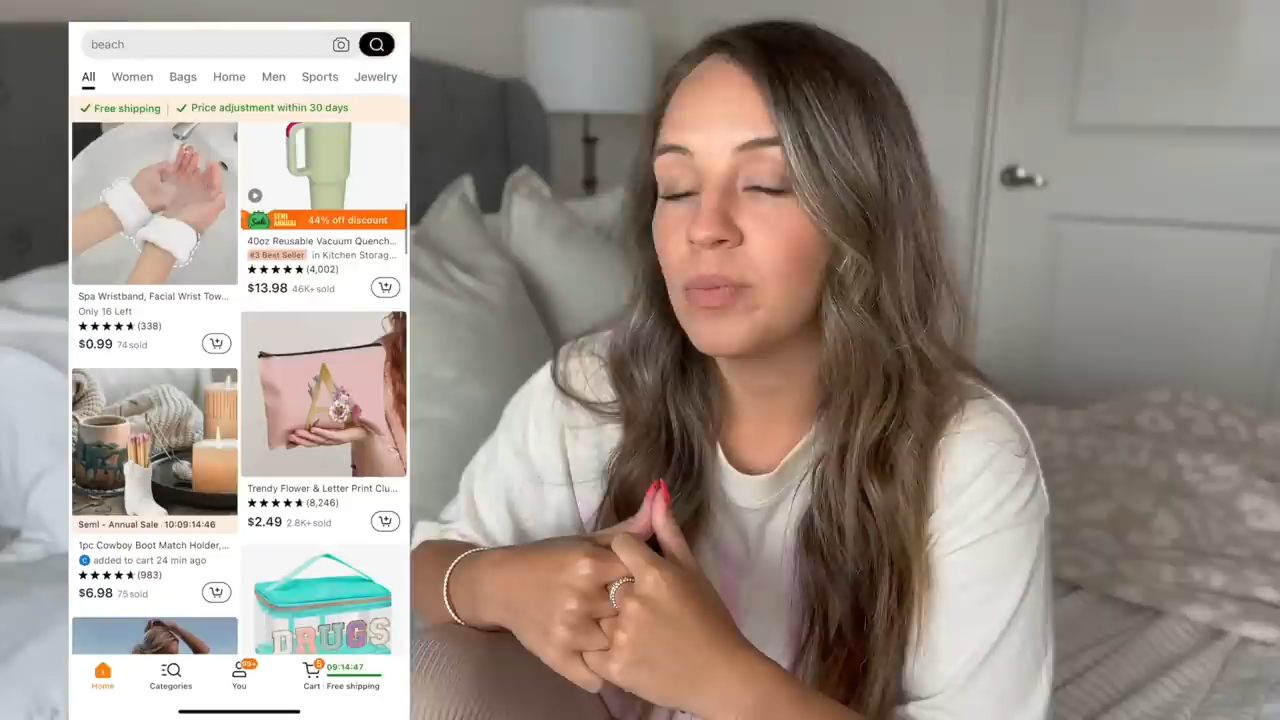 beach
All Women Bags Home Men Sports Jewelry
Free shipping Price adjustment within 30 days
Spa Wristband, Facial Wrist Tow...
Only 16 Left
(338)
$0.99 74 sold
Semi - Annual Sale 10:09:14:46
1pc Cowboy Boot Match Holder,...
added to cart 24 min ago
(983)
$6.98 75 sold
Sale SEMI ANNUAL 44% off discount
40oz Reusable Vacuum Quench...
#3 Best Seller in Kitchen Storag...
(4,002)
$13.98 46K+ sold
A
Trendy Flower & Letter Print Clu...
(8,246)
$2.49 2.8K+ sold
DRUGS
99+ 5 09:14:47
Home Categories You Cart Free shipping